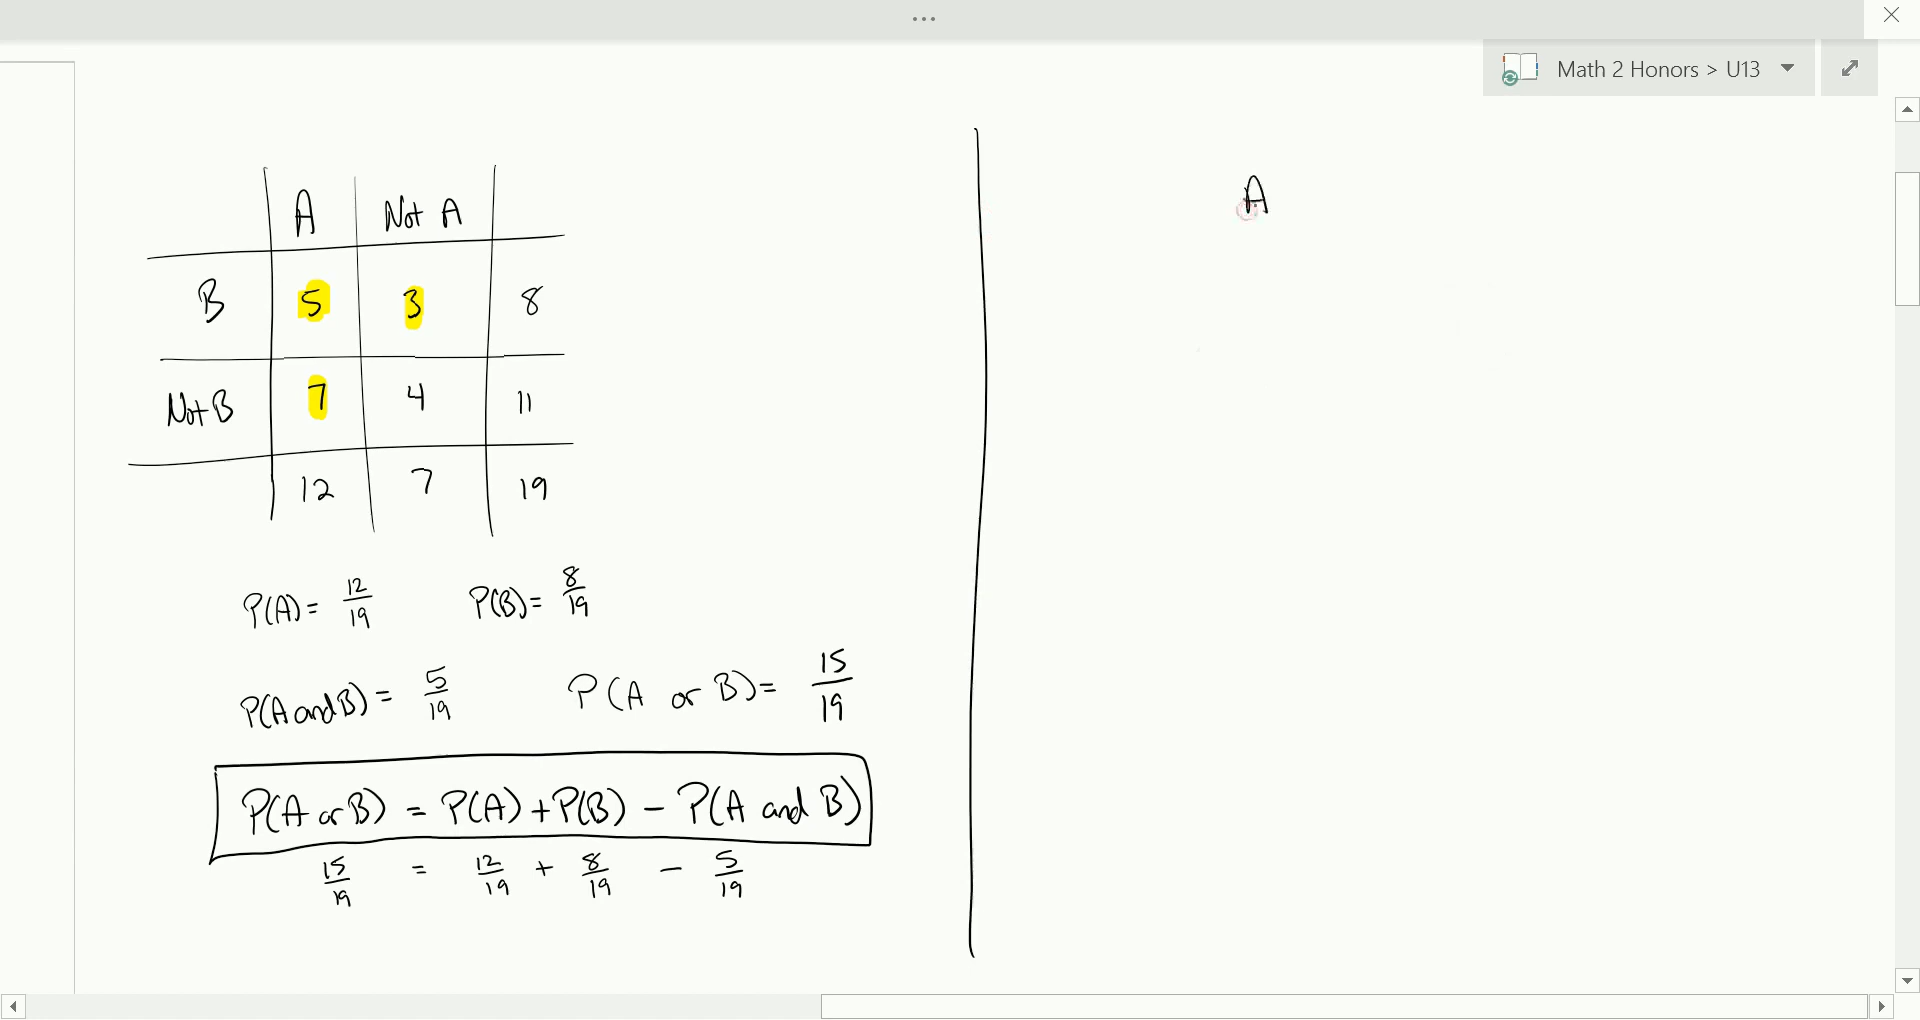 Math 2 Honors > U13
A Not A
B 5 3 8
Not B 7 4 11
12 7 19
P(A) = 12/19 P(B) = 8/19
P(A and B) = 5/19 P(A or B) = 15/19
P(A or B) = P(A) + P(B) - P(A and B)
15/19 = 12/19 + 8/19 - 5/19
A